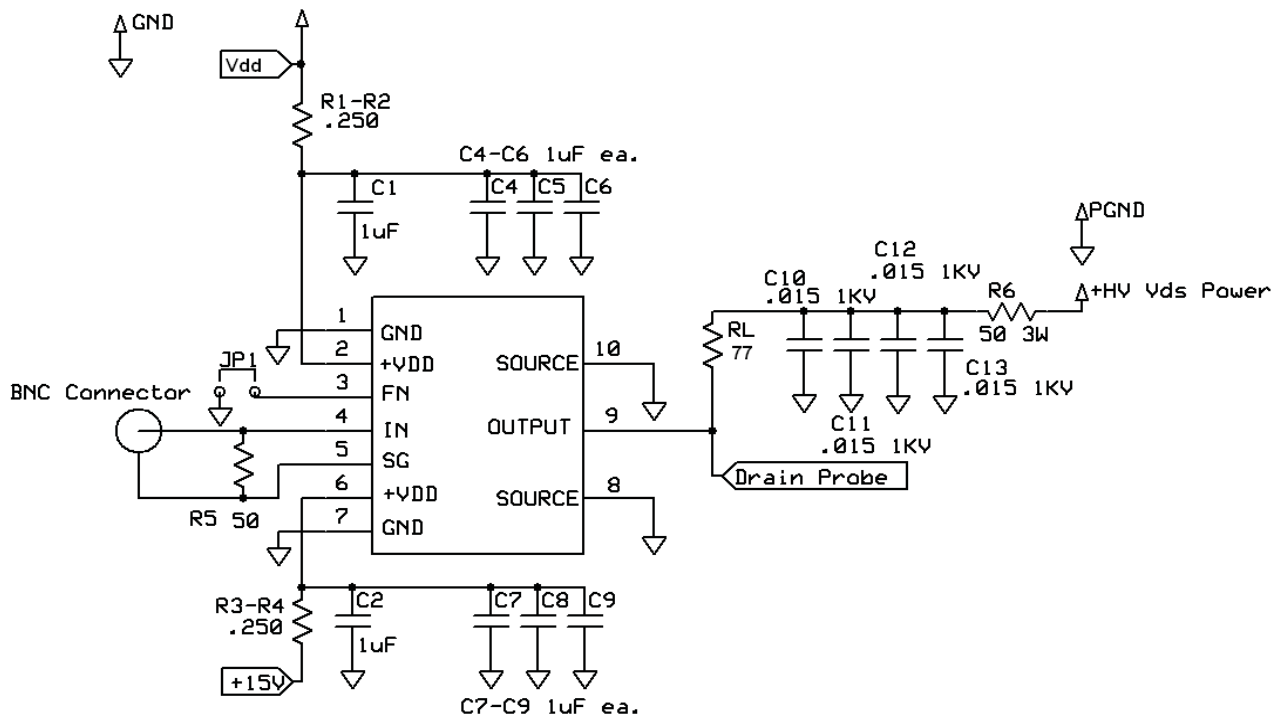 GND
Vdd
R1-R2
.250
C4-C6 1uF ea.
C1
C4
C5
C6
1uF
PGND
C12
.015 1KV
C10
.015 1KV
R6
+HV Vds Power
50 3W
RL
77
C13
.015 1KV
C11
.015 1KV
1
GND
2
+VDD
JP1
3
FN
BNC Connector
4
IN
5
SG
6
+VDD
7
GND
R5 50
SOURCE
10
OUTPUT
9
SOURCE
8
Drain Probe
R3-R4
.250
C2
1uF
C7
C8
C9
+15V
C7-C9 1uF ea.